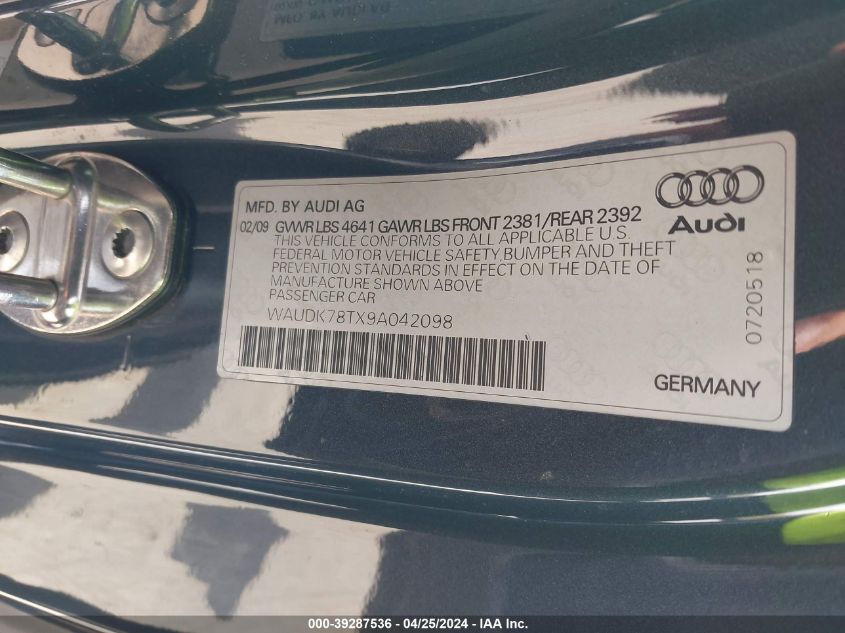 MFD. BY AUDI AG
02/09 GVWR LBS 4641 GAWR LBS FRONT 2381/REAR 2392
THIS VEHICLE CONFORMS TO ALL APPLICABLE U.S.
FEDERAL MOTOR VEHICLE SAFETY,BUMPER AND THEFT
PREVENTION STANDARDS IN EFFECT ON THE DATE OF
MANUFACTURE SHOWN ABOVE
PASSENGER CAR
WAUDK78TX9A042098
Audi
0720518
GERMANY
000-39287536 - 04/25/2024 - IAA Inc.